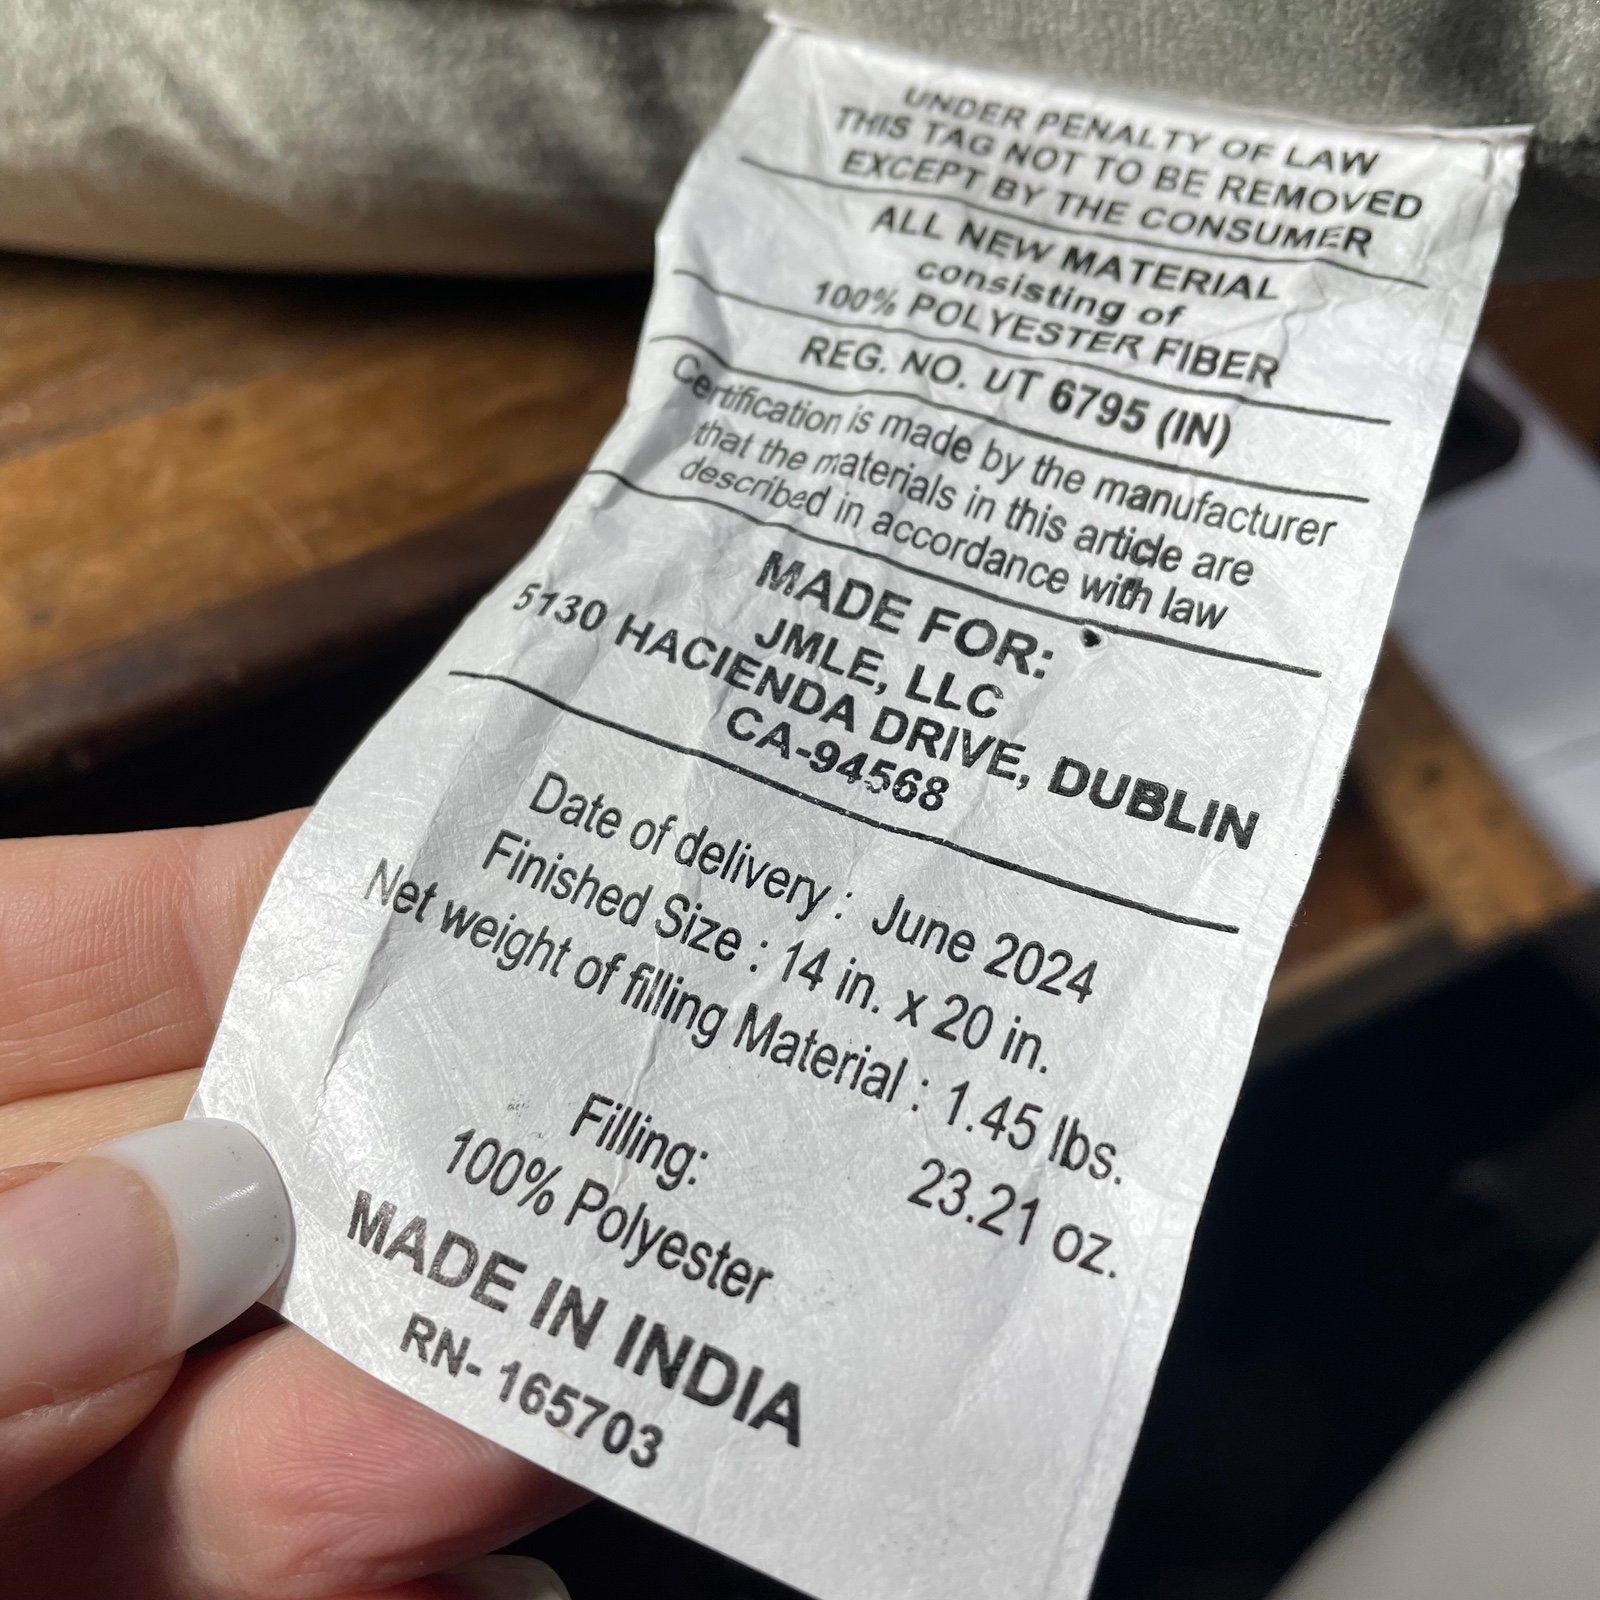 UNDER PENALTY OF LAW
THIS TAG NOT TO BE REMOVED
EXCEPT BY THE CONSUMER
ALL NEW MATERIAL
consisting of
100% POLYESTER FIBER
REG. NO. UT 6795 (IN)
Certification is made by the manufacturer
that the materials in this article are
described in accordance with law
MADE FOR:
JMLE, LLC
5130 HACIENDA DRIVE, DUBLIN
CA-94568
Date of delivery : June 2024
Finished Size : 14 in. x 20 in.
Net weight of filling Material : 1.45 lbs.
23.21 oz.
Filling:
100% Polyester
MADE IN INDIA
RN- 165703